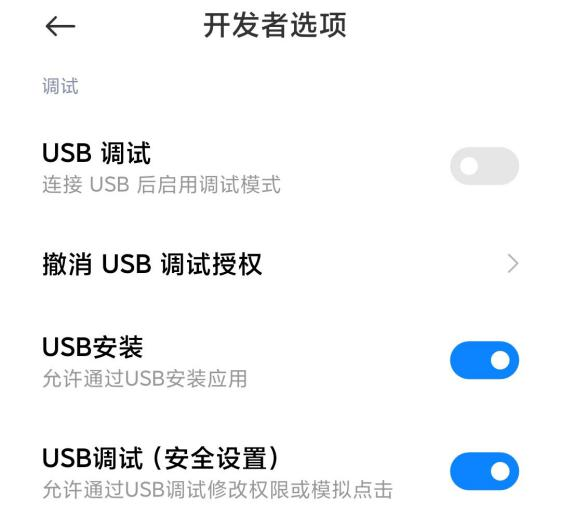 开发者选项
调试
USB 调试
连接 USB 后启用调试模式
撤消 USB 调试授权
USB安装
允许通过USB安装应用
USB调试（安全设置）
允许通过USB调试修改权限或模拟点击